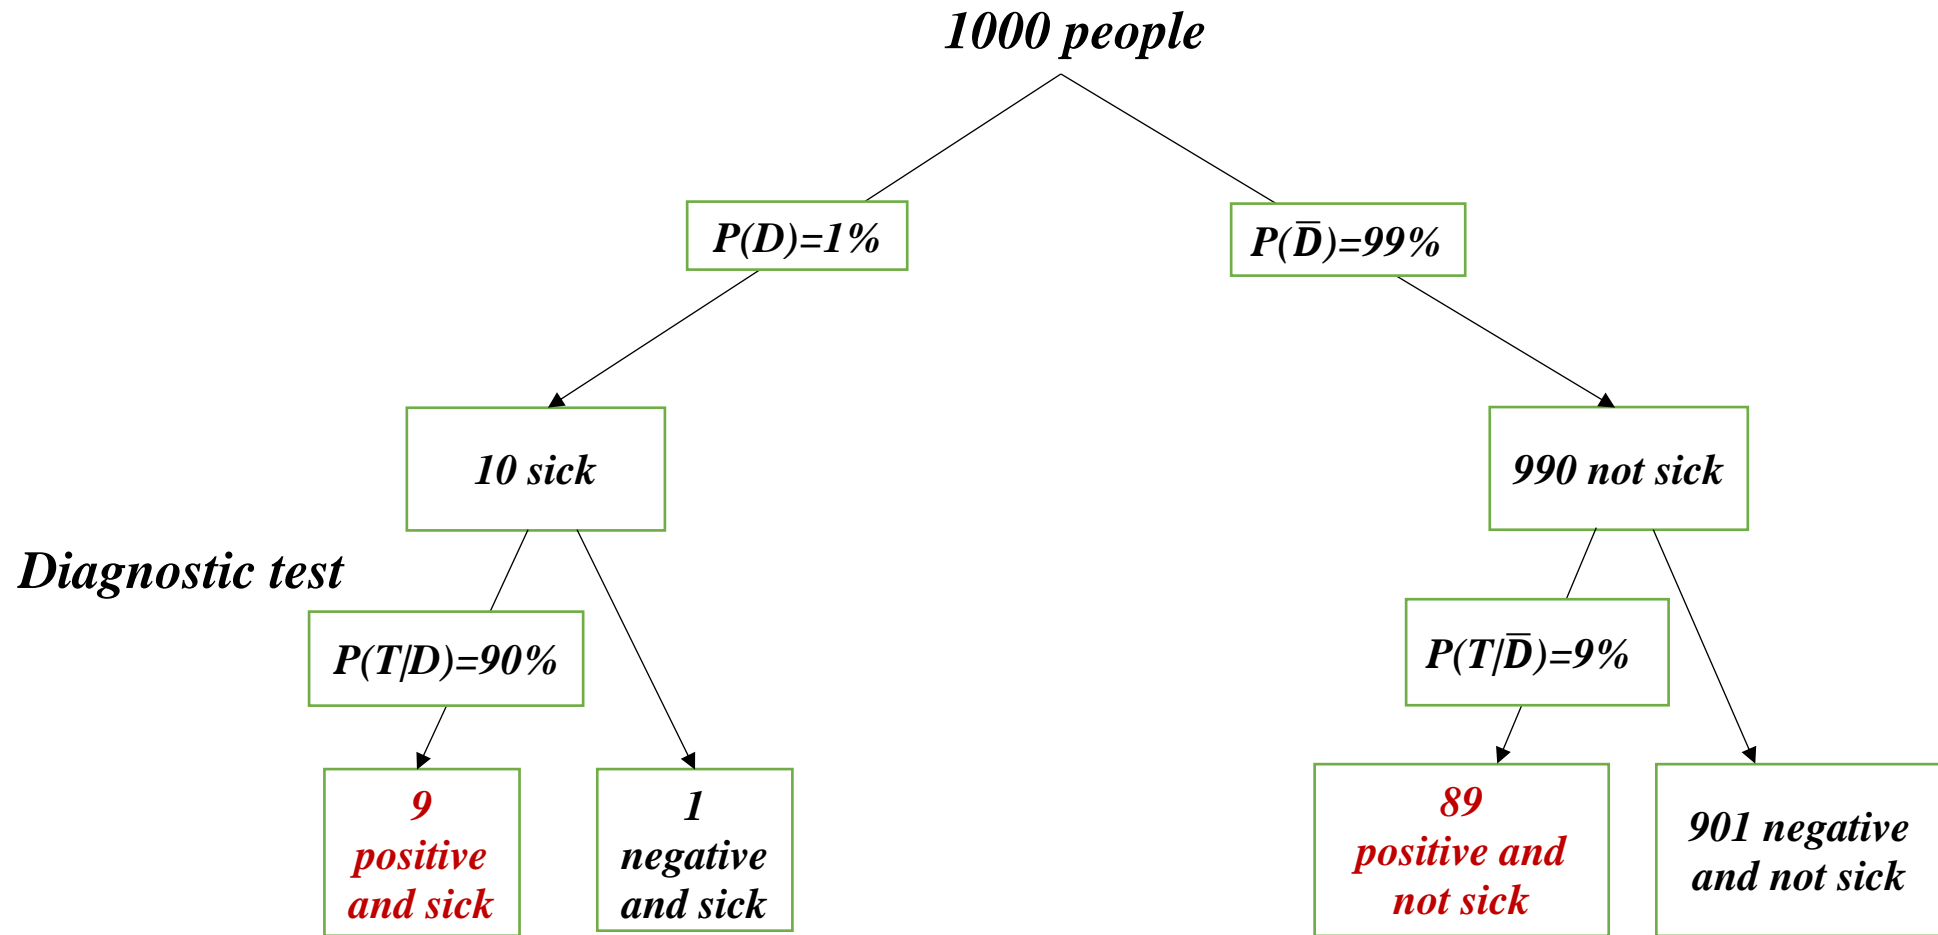 1000 people
P(D)=1%
P(D̅)=99%
10 sick
990 not sick
Diagnostic test
P(T/D)=90%
P(T/D̅)=9%
9
positive
and sick
1
negative
and sick
89
positive and
not sick
901 negative
and not sick